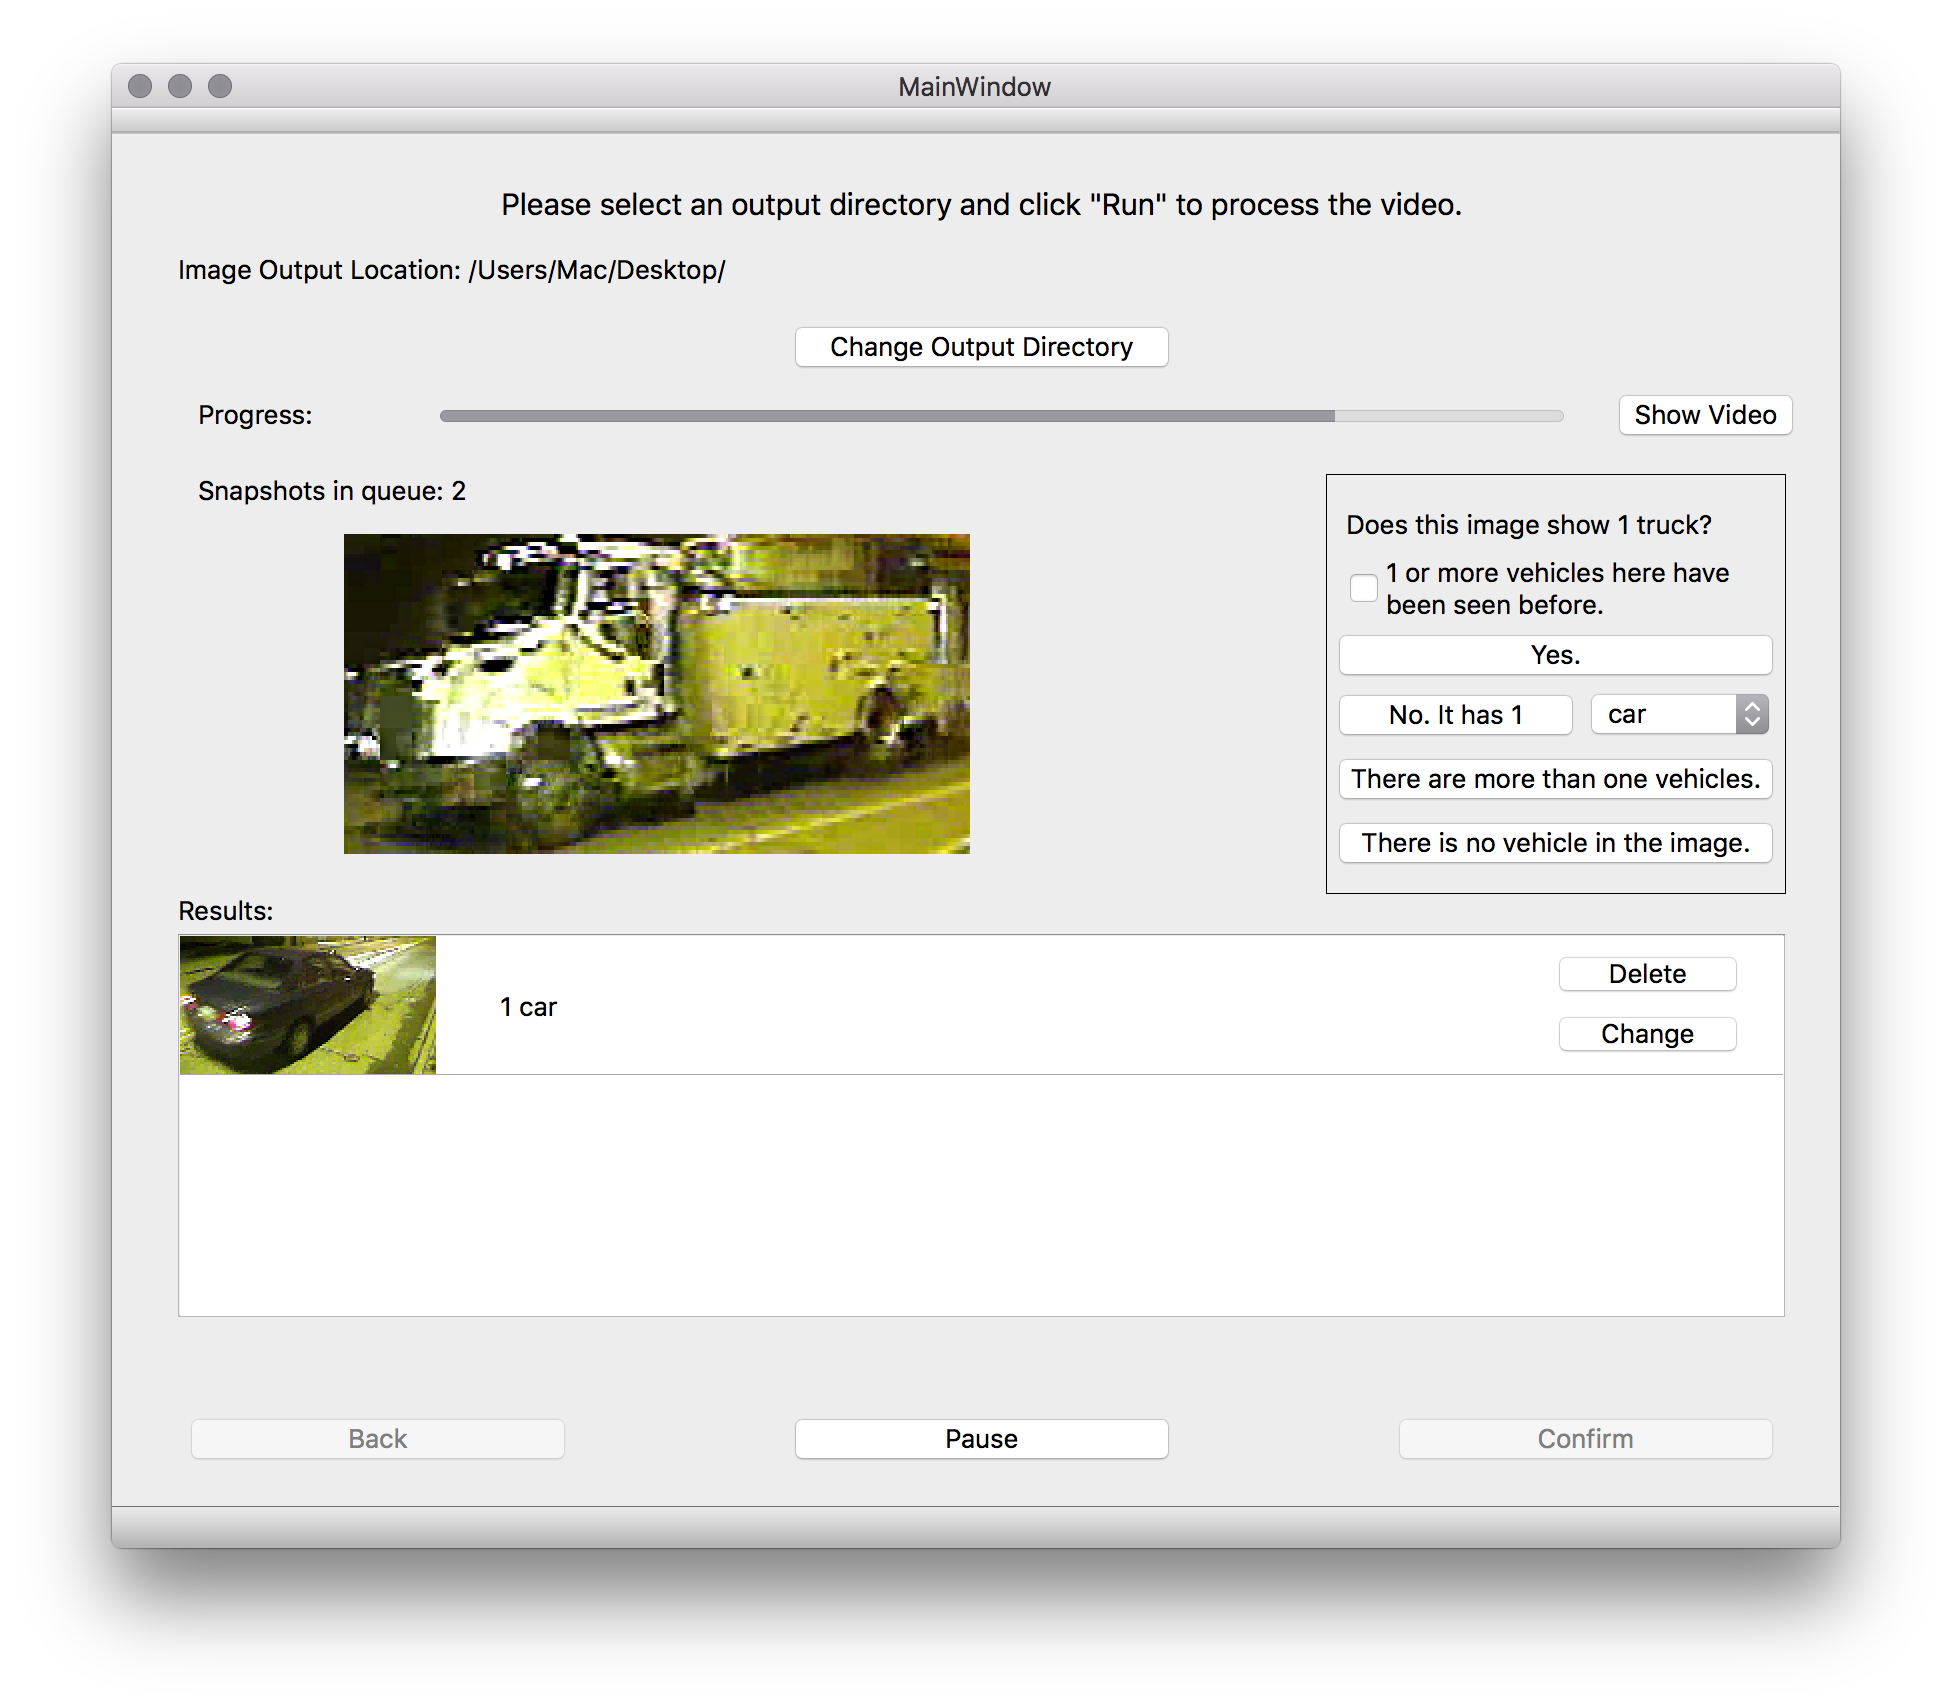 MainWindow
Please select an output directory and click "Run" to process the video.
Image Output Location: /Users/Mac/Desktop/
Change Output Directory
Progress:
Show Video
Snapshots in queue: 2
Does this image show 1 truck?
1 or more vehicles here have
been seen before.
Yes.
No. It has 1
car
There are more than one vehicles.
There is no vehicle in the image.
Results:
1 car
Delete
Change
Back
Pause
Confirm